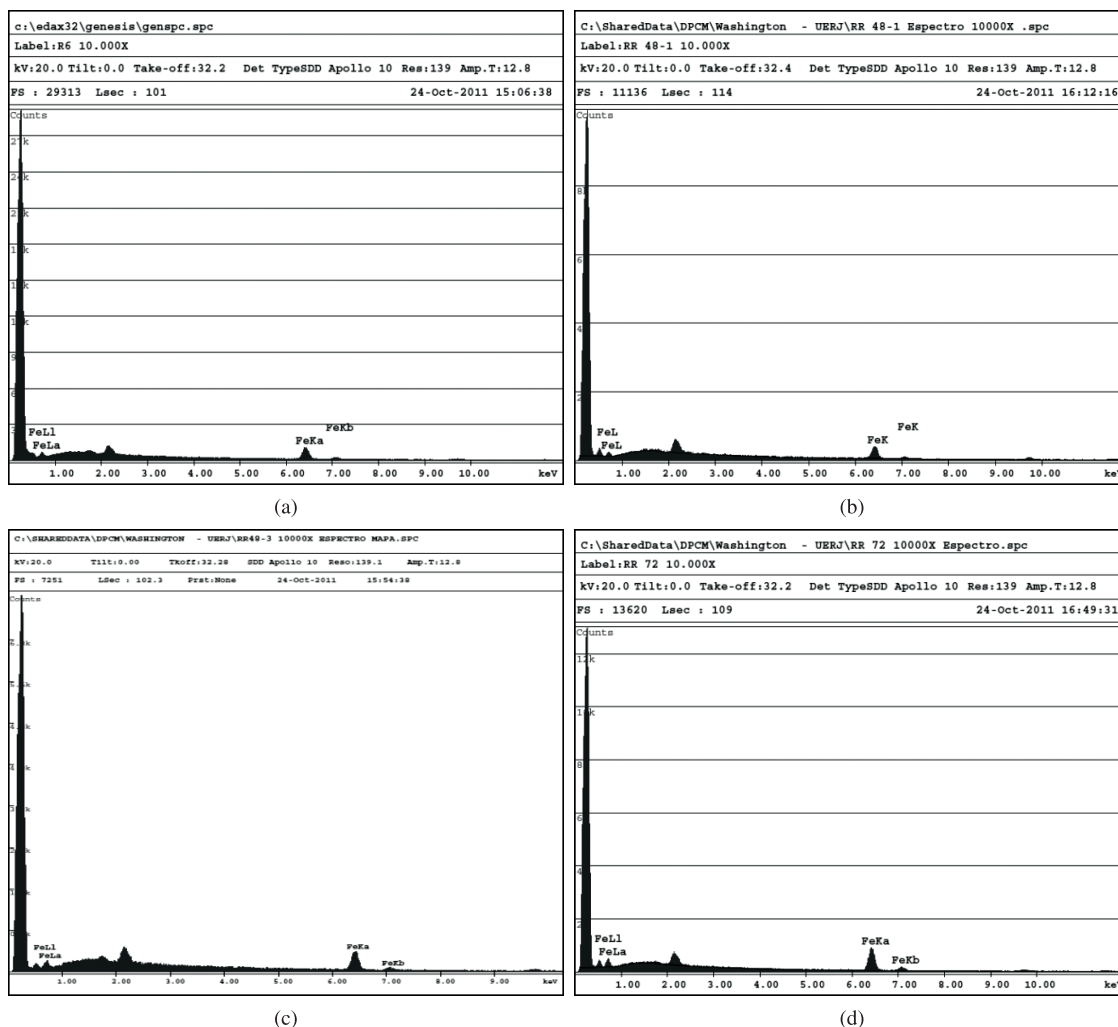 c:\edax32\genesis\genspc.spc
Label:R6 10.000X
kV:20.0 Tilt:0.0 Take-off:32.2 Det TypeSDD Apollo 10 Res:139 Amp.T:12.8
FS : 29313 Lsec : 101 24-Oct-2011 15:06:38
Counts
FeLl
FeLa
FeKa
FeKb
1.00 2.00 3.00 4.00 5.00 6.00 7.00 8.00 9.00 10.00 keV
(a)
C:\SharedData\DPCM\Washington - UERJ\RR 48-1 Espectro 10000X .spc
Label:RR 48-1 10.000X
kV:20.0 Tilt:0.0 Take-off:32.4 Det TypeSDD Apollo 10 Res:139 Amp.T:12.8
FS : 11136 Lsec : 114 24-Oct-2011 16:12:16
Counts
8
6
4
2
FeL
FeL
FeK
FeK
1.00 2.00 3.00 4.00 5.00 6.00 7.00 8.00 9.00 10.00 keV
(b)
C:\SHAREDDATA\DPCM\WASHINGTON - UERJ\RR48-3 10000X ESPECTRO MAPA.SPC
kV:20.0 Tilt:0.00 Tkoff:32.28 SDD Apollo 10 Reso:139.1 Amp.T:12.8
FS : 7251 LSec : 102.3 Prst:None 24-Oct-2011 15:54:38
Counts
FeLl
FeLa
FeKa
FeKb
1.00 2.00 3.00 4.00 5.00 6.00 7.00 8.00 9.00 keV
(c)
C:\SharedData\DPCM\Washington - UERJ\RR 72 10000X Espectro.spc
Label:RR 72 10.000X
kV:20.0 Tilt:0.0 Take-off:32.2 Det TypeSDD Apollo 10 Res:139 Amp.T:12.8
FS : 13620 Lsec : 109 24-Oct-2011 16:49:31
Counts
8
6
4
2
FeLl
FeLa
FeKa
FeKb
1.00 2.00 3.00 4.00 5.00 6.00 7.00 8.00 9.00 10.00 keV
(d)